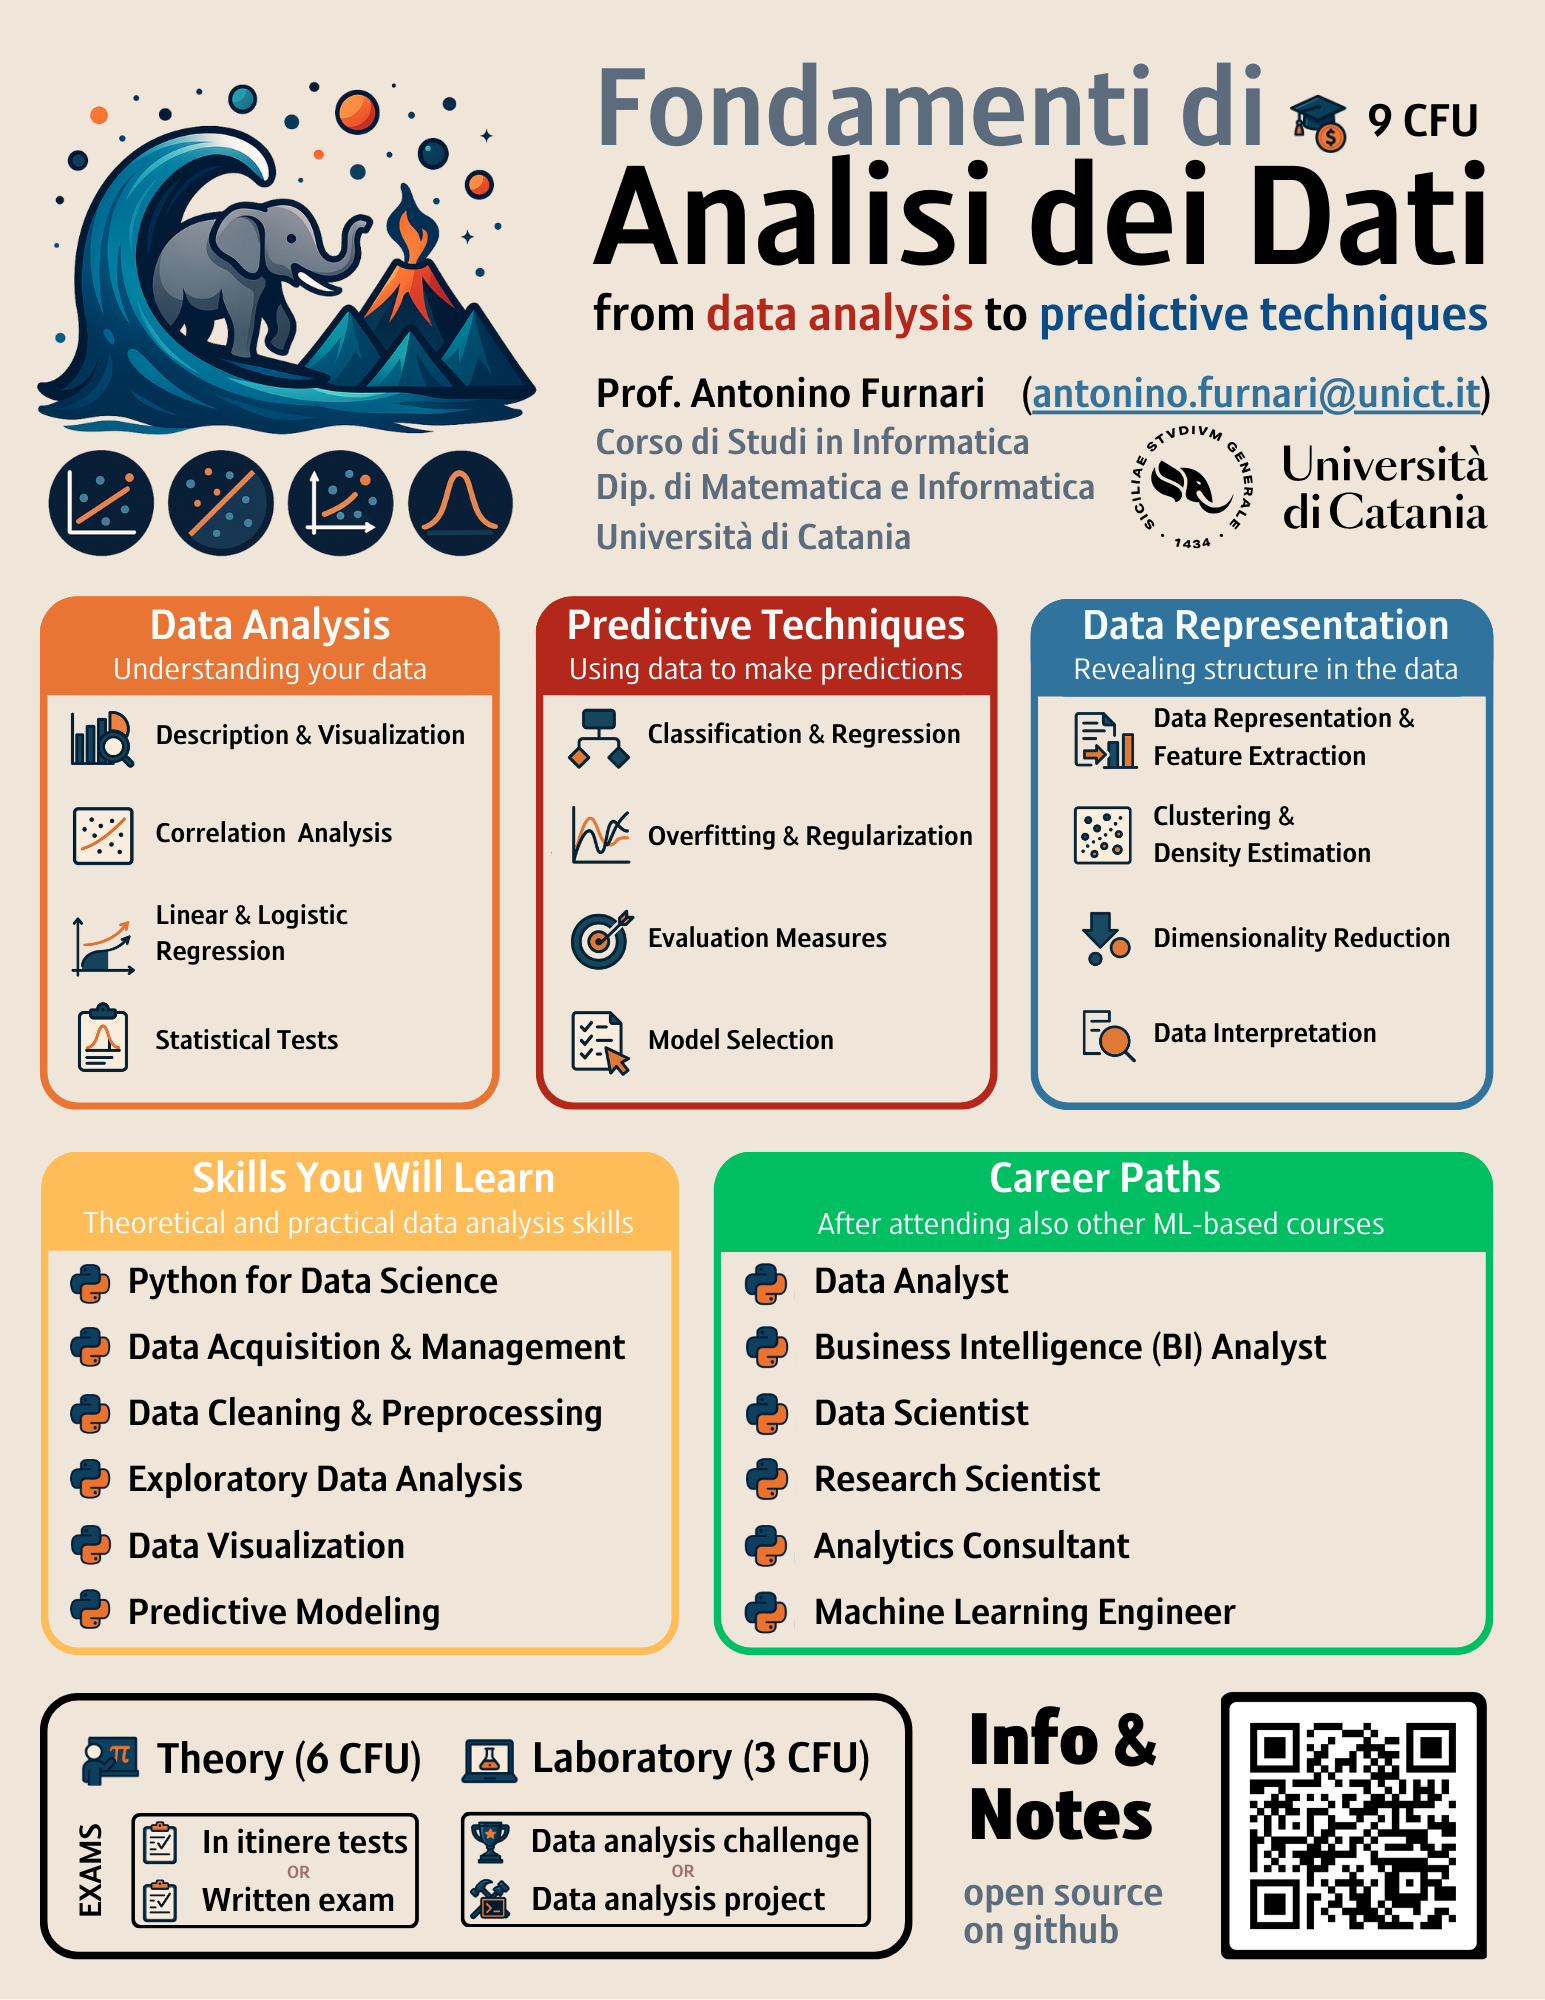 Fondamenti di
9 CFU
Analisi dei Dati
from data analysis to predictive techniques
Prof. Antonino Furnari (antonino.furnari@unict.it)
Corso di Studi in Informatica
Dip. di Matematica e Informatica
Università di Catania
SICILIAE STVDIVM GENERALE
1434
Università
di Catania
Data Analysis
Understanding your data
Description & Visualization
Correlation Analysis
Linear & Logistic
Regression
Statistical Tests
Predictive Techniques
Using data to make predictions
Classification & Regression
Overfitting & Regularization
Evaluation Measures
Model Selection
Data Representation
Revealing structure in the data
Data Representation &
Feature Extraction
Clustering &
Density Estimation
Dimensionality Reduction
Data Interpretation
Skills You Will Learn
Theoretical and practical data analysis skills
Python for Data Science
Data Acquisition & Management
Data Cleaning & Preprocessing
Exploratory Data Analysis
Data Visualization
Predictive Modeling
Career Paths
After attending also other ML-based courses
Data Analyst
Business Intelligence (BI) Analyst
Data Scientist
Research Scientist
Analytics Consultant
Machine Learning Engineer
π
Theory (6 CFU)
Laboratory (3 CFU)
EXAMS
In itinere tests
OR
Written exam
Data analysis challenge
OR
Data analysis project
Info &
Notes
open source
on github